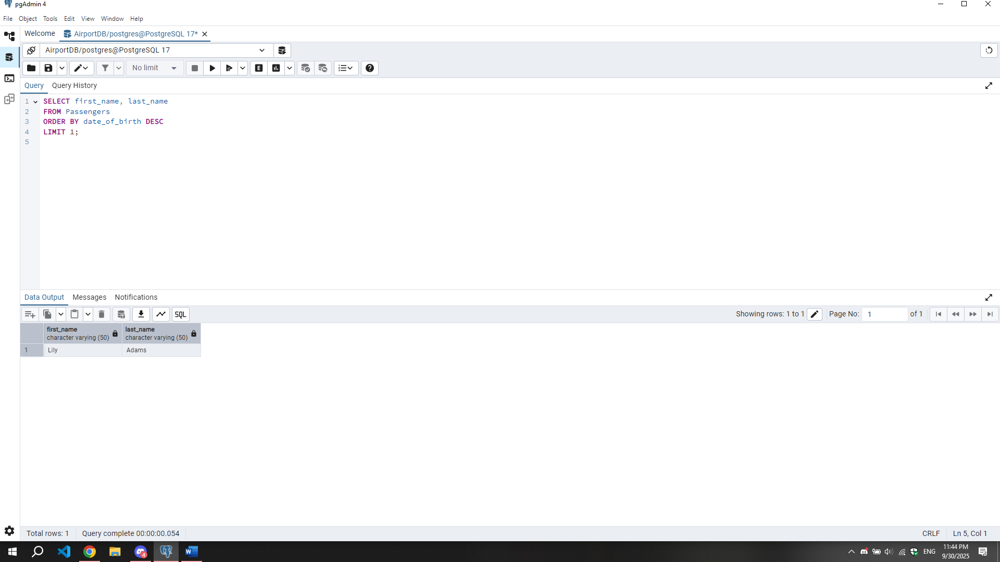 pgAdmin 4
File Object Tools Edit View Window Help
Welcome AirportDB/postgres@PostgreSQL 17*
AirportDB/postgres@PostgreSQL 17
No limit E
Query Query History
1 SELECT first_name, last_name
2 FROM Passengers
3 ORDER BY date_of_birth DESC
4 LIMIT 1;
5
Data Output Messages Notifications
SQL Showing rows: 1 to 1 Page No: 1 of 1
first_name last_name
character varying (50) character varying (50)
1 Lily Adams
Total rows: 1 Query complete 00:00:00.054 CRLF Ln 5, Col 1
4 W ENG 11:44 PM
9/30/2025